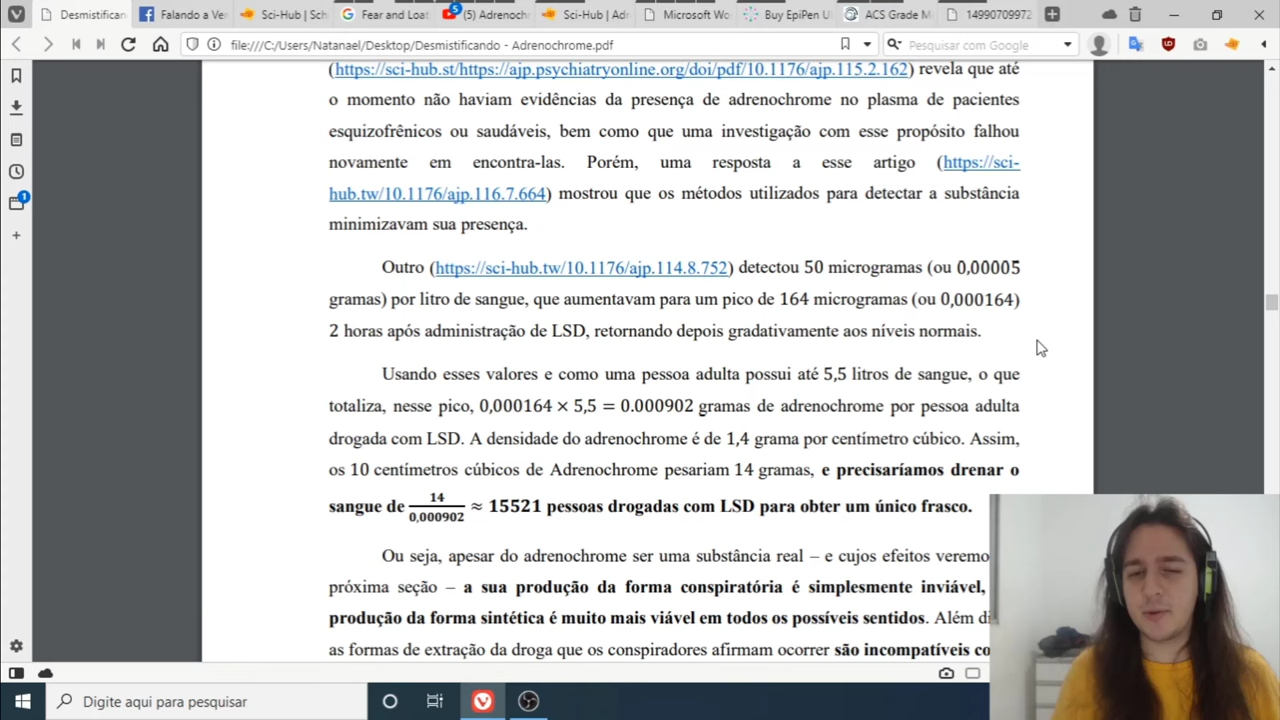 Desmistifican
Falando a Ve
Sci-Hub | Sch
Fear and Loat
5
(5) Adrenochr
Sci-Hub | Adr
Microsoft Wo
Buy EpiPen U
ACS Grade M
14990709972
file:///C:/Users/Natanael/Desktop/Desmistificando - Adrenochrome.pdf
Pesquisar com Google
(https://sci-hub.st/https://ajp.psychiatryonline.org/doi/pdf/10.1176/ajp.115.2.162) revela que até
o momento não haviam evidências da presença de adrenochrome no plasma de pacientes
esquizofrênicos ou saudáveis, bem como que uma investigação com esse propósito falhou
novamente em encontra-las. Porém, uma resposta a esse artigo (https://sci-
hub.tw/10.1176/ajp.116.7.664) mostrou que os métodos utilizados para detectar a substância
minimizavam sua presença.
1
Outro (https://sci-hub.tw/10.1176/ajp.114.8.752) detectou 50 microgramas (ou 0,00005
gramas) por litro de sangue, que aumentavam para um pico de 164 microgramas (ou 0,000164)
2 horas após administração de LSD, retornando depois gradativamente aos níveis normais.
Usando esses valores e como uma pessoa adulta possui até 5,5 litros de sangue, o que
totaliza, nesse pico, 0,000164 × 5,5 = 0.000902 gramas de adrenochrome por pessoa adulta
drogada com LSD. A densidade do adrenochrome é de 1,4 grama por centímetro cúbico. Assim,
os 10 centímetros cúbicos de Adrenochrome pesariam 14 gramas, e precisaríamos drenar o
sangue de 14/0,000902 ≈ 15521 pessoas drogadas com LSD para obter um único frasco.
Ou seja, apesar do adrenochrome ser uma substância real – e cujos efeitos veremo
próxima seção – a sua produção da forma conspiratória é simplesmente inviável,
produção da forma sintética é muito mais viável em todos os possíveis sentidos. Além di
as formas de extração da droga que os conspiradores afirmam ocorrer são incompatíveis co
Digite aqui para pesquisar